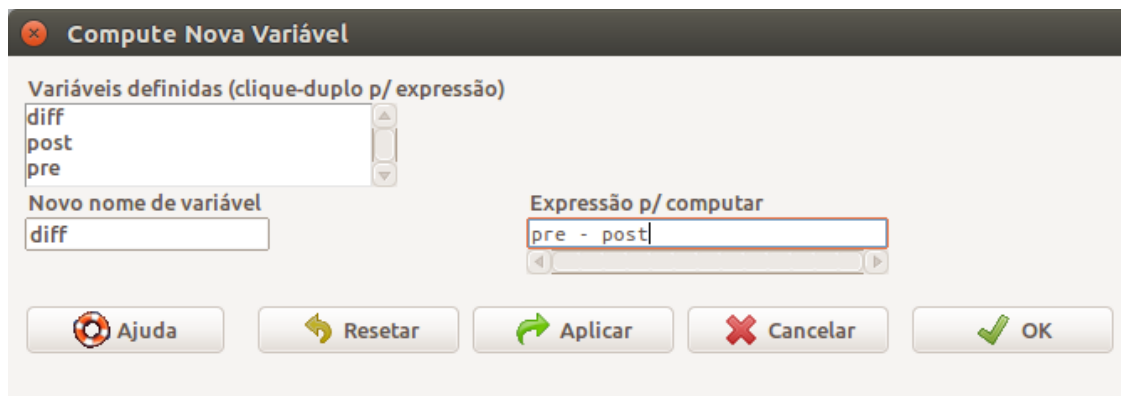 Compute Nova Variável
Variáveis definidas (clique-duplo p/ expressão)
diff
post
pre
Novo nome de variável
Expressão p/ computar
diff
pre - post
Ajuda
Resetar
Aplicar
Cancelar
OK